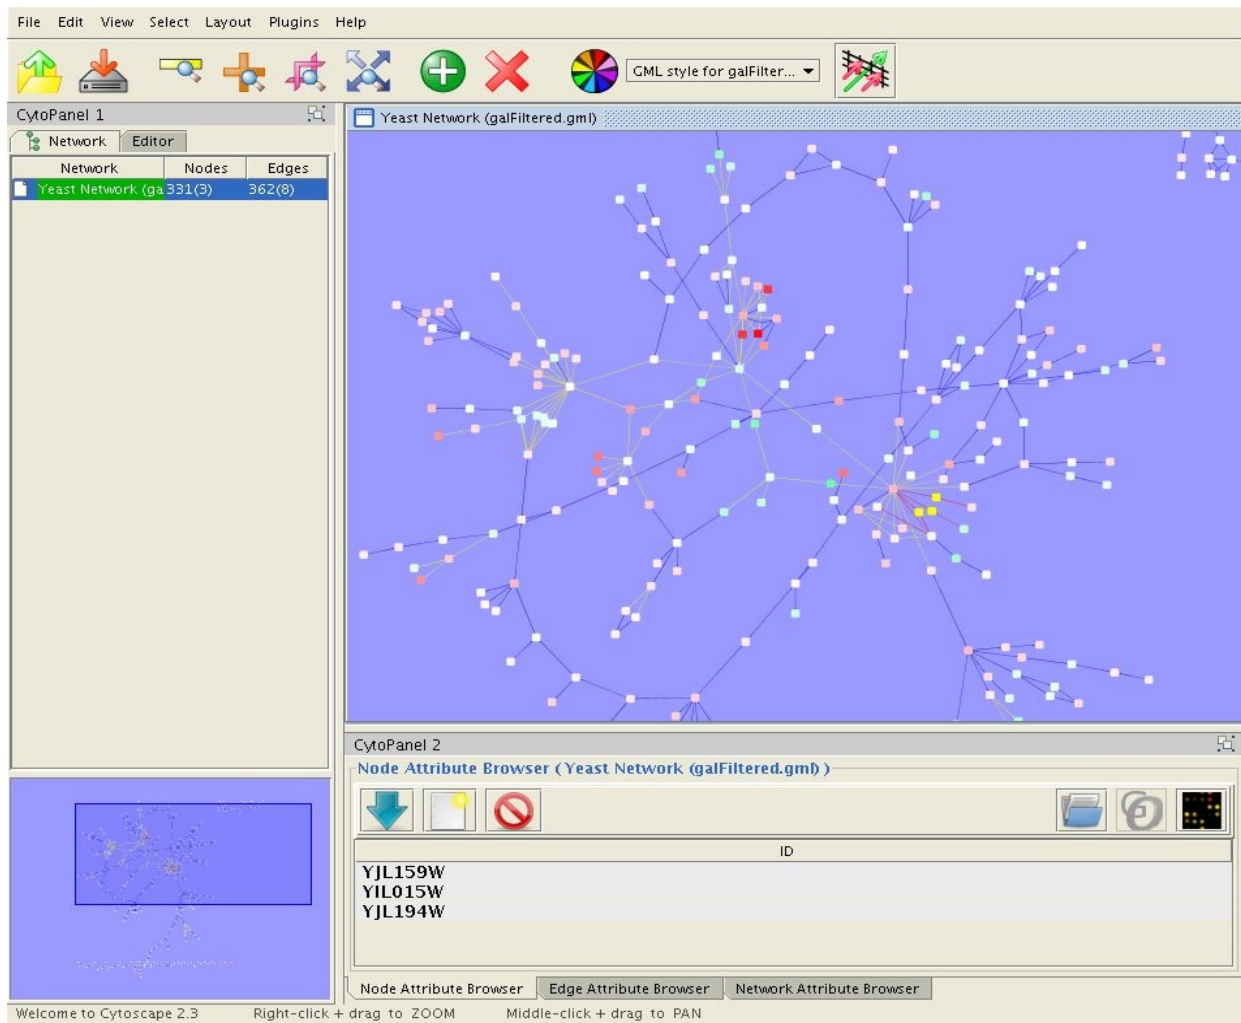 File Edit View Select Layout Plugins Help
GML style for galFilter...
CytoPanel 1
Network Editor
Network Nodes Edges
Yeast Network (ga 331(3) 362(8)
Yeast Network (galFiltered.gml)
CytoPanel 2
Node Attribute Browser ( Yeast Network (galFiltered.gml) )
ID
YJL159W
YIL015W
YJL194W
Node Attribute Browser Edge Attribute Browser Network Attribute Browser
Welcome to Cytoscape 2.3 Right-click + drag to ZOOM Middle-click + drag to PAN